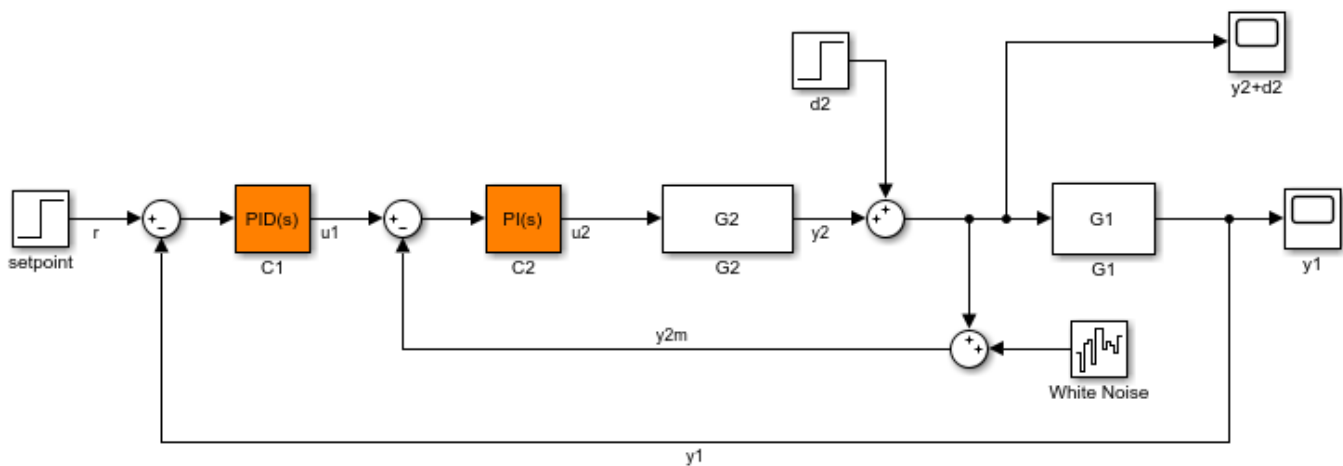 d2
y2+d2
setpoint
r
PID(s)
C1
u1
PI(s)
C2
u2
G2
G2
y2
G1
G1
y1
y2m
White Noise
y1